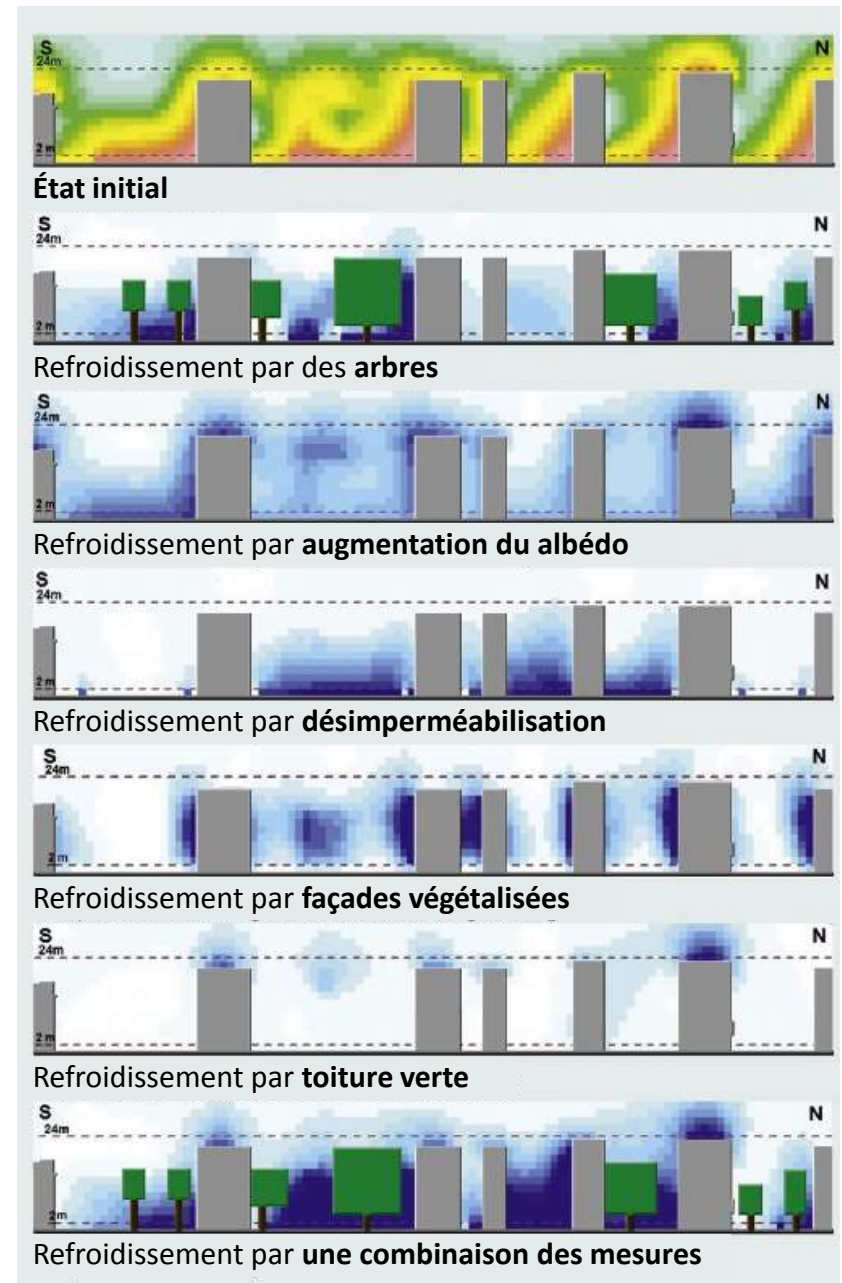 S N
24m
2 m
État initial
S N
24m
2 m
Refroidissement par des arbres
S N
24m
2 m
Refroidissement par augmentation du albédo
S N
24m
2 m
Refroidissement par désimperméabilisation
S N
24m
2 m
Refroidissement par façades végétalisées
S N
24m
2 m
Refroidissement par toiture verte
S N
24m
2m
Refroidissement par une combinaison des mesures